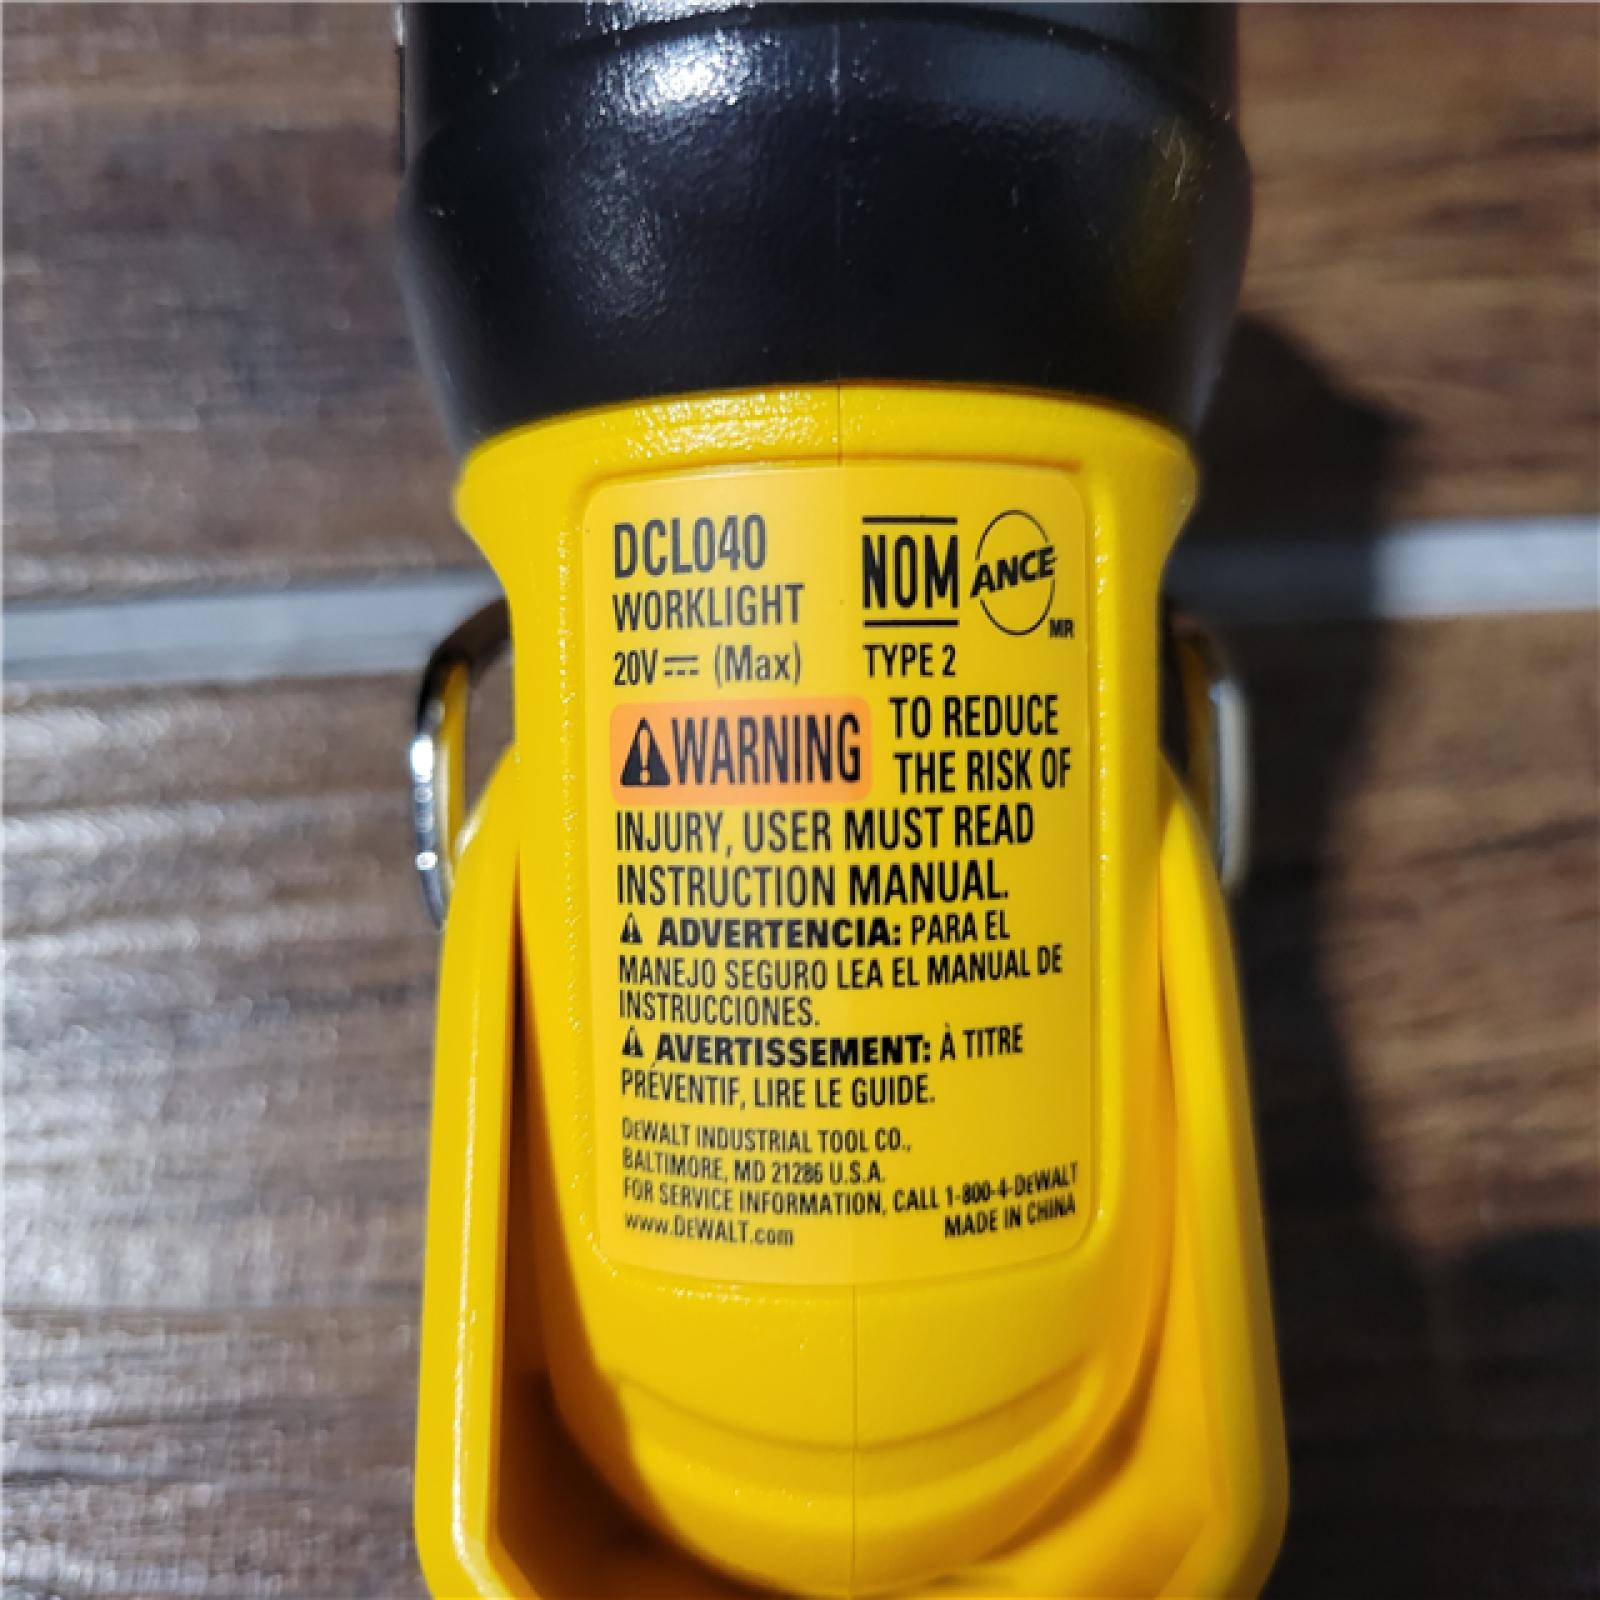 DCL040
WORKLIGHT
20V (Max)
NOM
ANCE
MR
TYPE 2
WARNING TO REDUCE
THE RISK OF
INJURY, USER MUST READ
INSTRUCTION MANUAL.
ADVERTENCIA: PARA EL
MANEJO SEGURO LEA EL MANUAL DE
INSTRUCCIONES.
AVERTISSEMENT: À TITRE
PRÉVENTIF, LIRE LE GUIDE.
DEWALT INDUSTRIAL TOOL CO.,
BALTIMORE, MD 21286 U.S.A.
FOR SERVICE INFORMATION, CALL 1-800-4-DEWALT
www.DEWALT.com
MADE IN CHINA